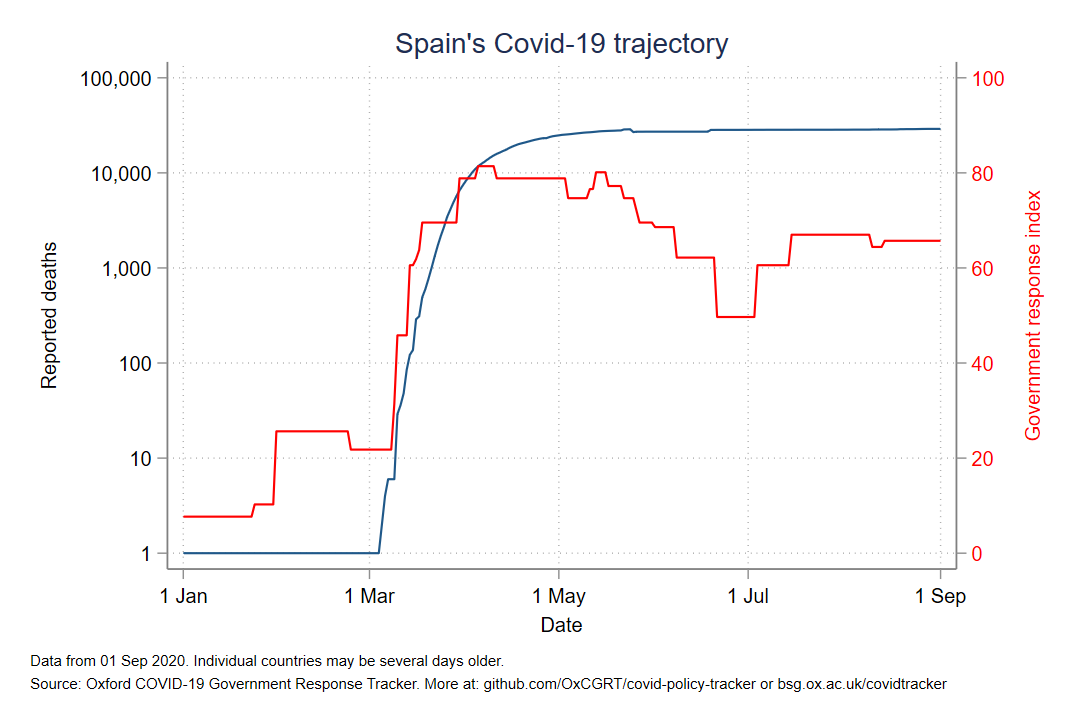 Spain's Covid-19 trajectory
100,000
10,000
1,000
100
10
1
Reported deaths
100
80
60
40
20
0
Government response index
1 Jan
1 Mar
1 May
1 Jul
1 Sep
Date
Data from 01 Sep 2020. Individual countries may be several days older.
Source: Oxford COVID-19 Government Response Tracker. More at: github.com/OxCGRT/covid-policy-tracker or bsg.ox.ac.uk/covidtracker